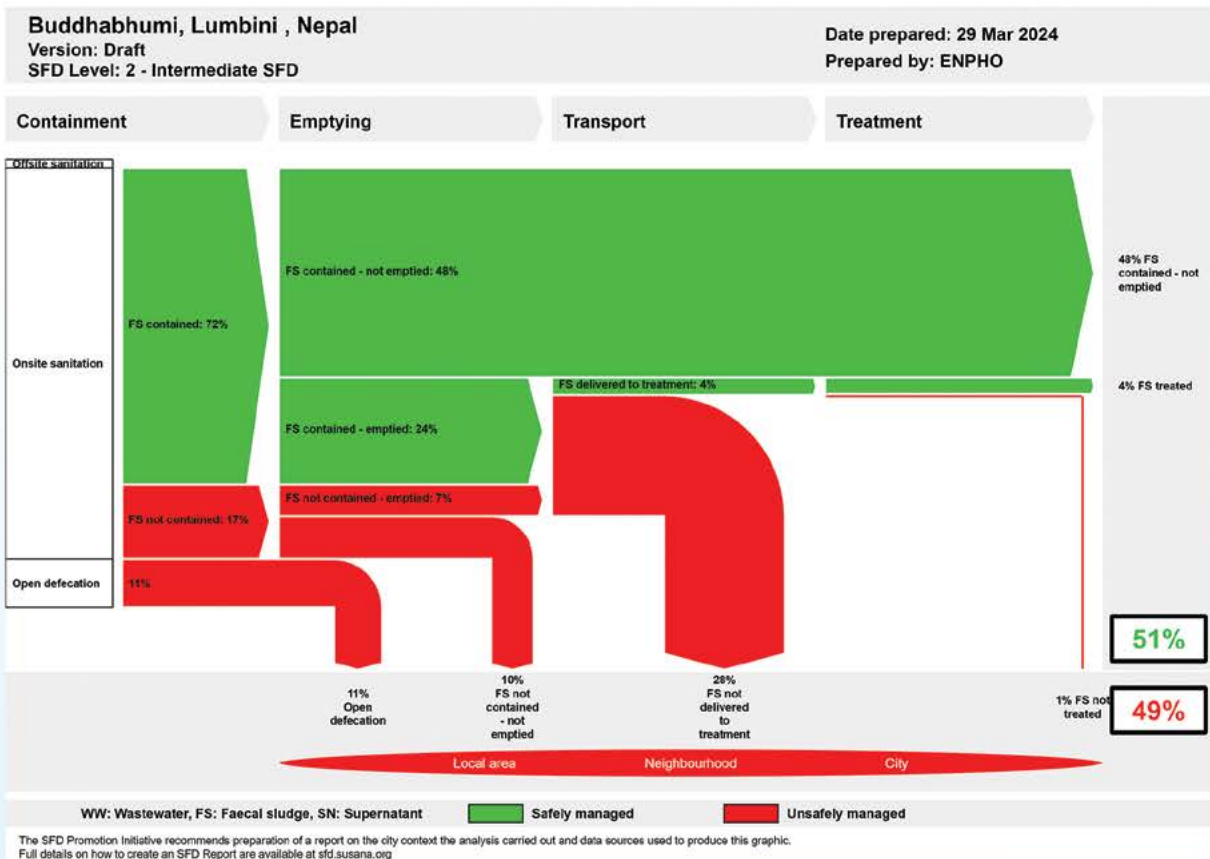 Buddhabhumi, Lumbini , Nepal
Version: Draft
SFD Level: 2 - Intermediate SFD
Date prepared: 29 Mar 2024
Prepared by: ENPHO
Containment
Emptying
Transport
Treatment
Offsite sanitation
Onsite sanitation
Open defecation
FS contained: 72%
FS not contained: 17%
11%
FS contained - not emptied: 48%
FS contained - emptied: 24%
FS not contained - emptied: 7%
FS delivered to treatment: 4%
48% FS
contained - not
emptied
4% FS treated
51%
49%
11%
Open
defecation
10%
FS not
contained
- not
emptied
28%
FS not
delivered
to
treatment
1% FS not
treated
Local area
Neighbourhood
City
WW: Wastewater, FS: Faecal sludge, SN: Supernatant
Safely managed
Unsafely managed
The SFD Promotion Initiative recommends preparation of a report on the city context the analysis carried out and data sources used to produce this graphic.
Full details on how to create an SFD Report are available at sfd.susana.org